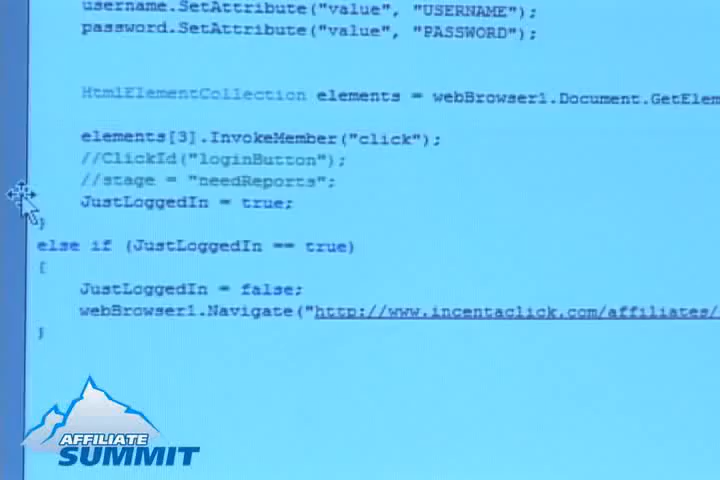 username.SetAttribute("value", "USERNAME");
password.SetAttribute("value", "PASSWORD");
HtmlElementCollection elements = webBrowser1.Document.GetElem
elements[3].InvokeMember("click");
//ClickId("loginButton");
//stage = "needReports";
JustLoggedIn = true;
}
else if (JustLoggedIn == true)
{
JustLoggedIn = false;
webBrowser1.Navigate("http://www.incentaclick.com/affiliates/
}
AFFILIATE
SUMMIT